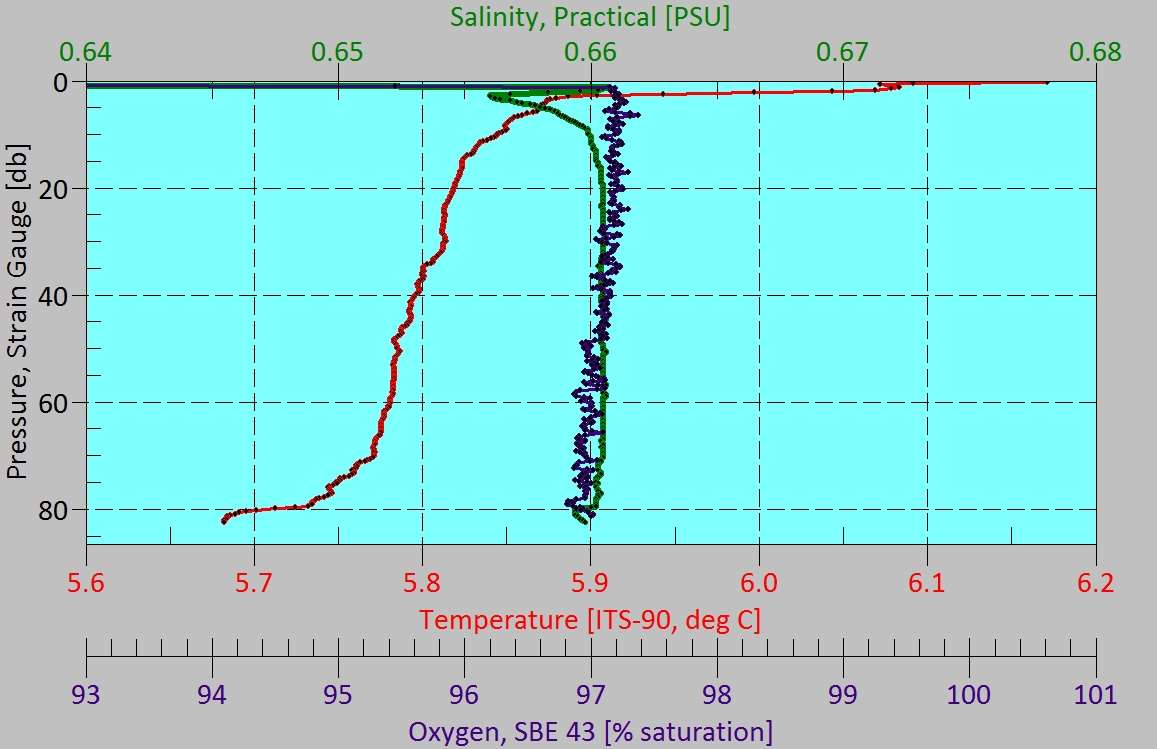 Salinity, Practical [PSU]
0.64 0.65 0.66 0.67 0.68
Pressure, Strain Gauge [db]
0
20
40
60
80
5.6 5.7 5.8 5.9 6.0 6.1 6.2
Temperature [ITS-90, deg C]
93 94 95 96 97 98 99 100 101
Oxygen, SBE 43 [% saturation]